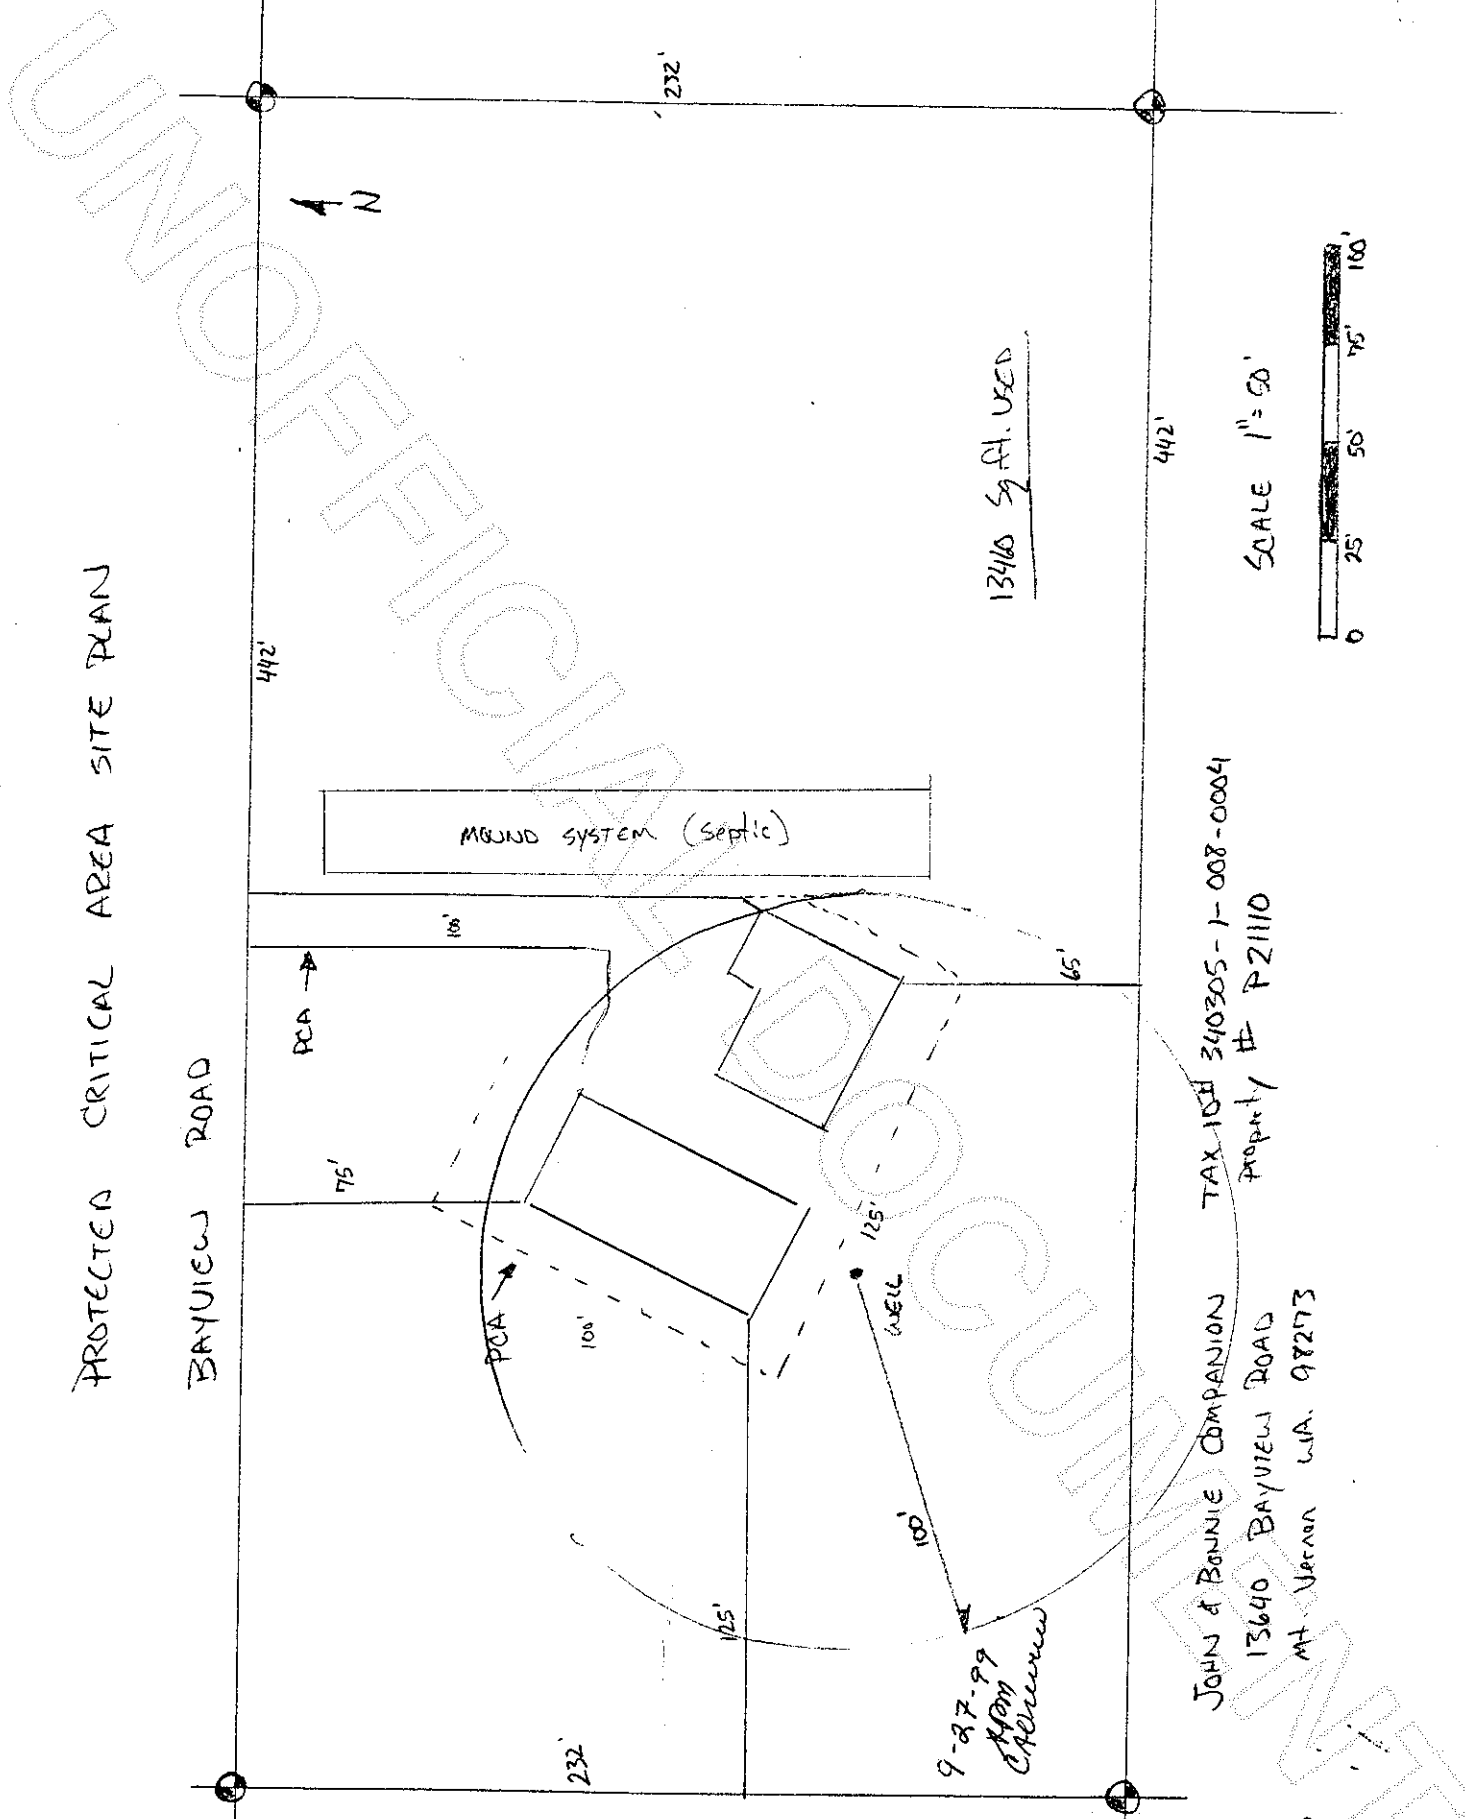 PROTECTED CRITICAL AREA SITE PLAN
BAYVIEW ROAD
442'
232'
N
PCA →
100'
75'
MOUND SYSTEM (Septic)
PCA →
100'
125'
WELL
100'
65'
125'
232'
13460 Sq.ft. USED
442'
9-27-99
JOHN & BONNIE COMPANION
13640 BAYVIEW ROAD
Mt. Vernon WA. 98273
TAX ID# 340305-1-008-0004
Property # P21110
SCALE 1"=50'
0 25' 50' 75' 100'
UNOFFICIAL DOCUMENT